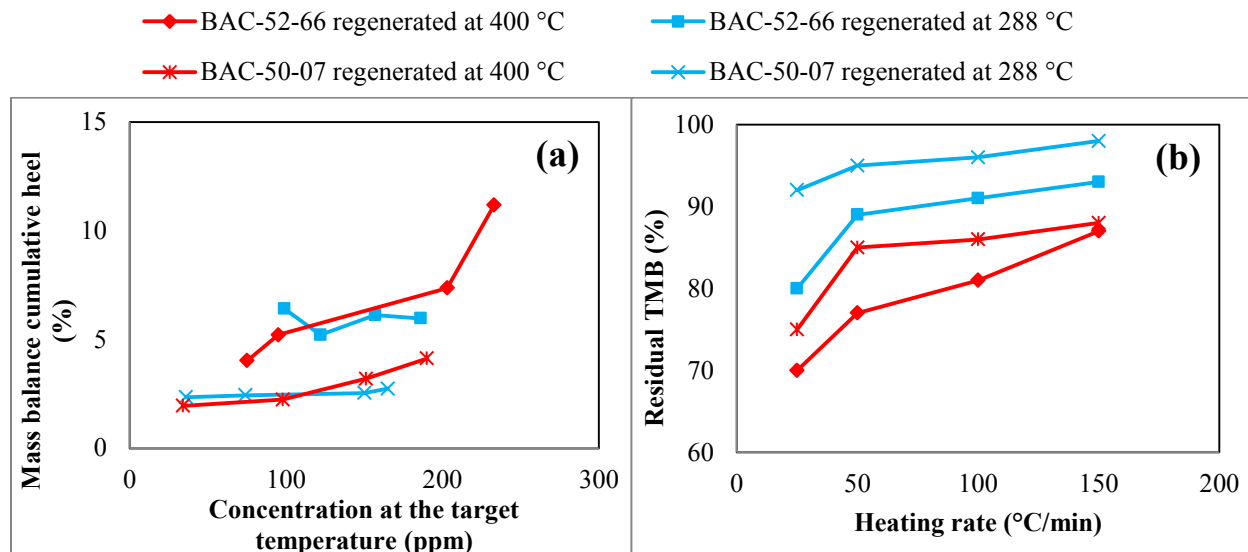 BAC-52-66 regenerated at 400 °C
BAC-52-66 regenerated at 288 °C
BAC-50-07 regenerated at 400 °C
BAC-50-07 regenerated at 288 °C
(a)
Mass balance cumulative heel
(%)
15
10
5
0
0 100 200 300
Concentration at the target
temperature (ppm)
(b)
Residual TMB (%)
100
90
80
70
60
0 50 100 150 200
Heating rate (°C/min)